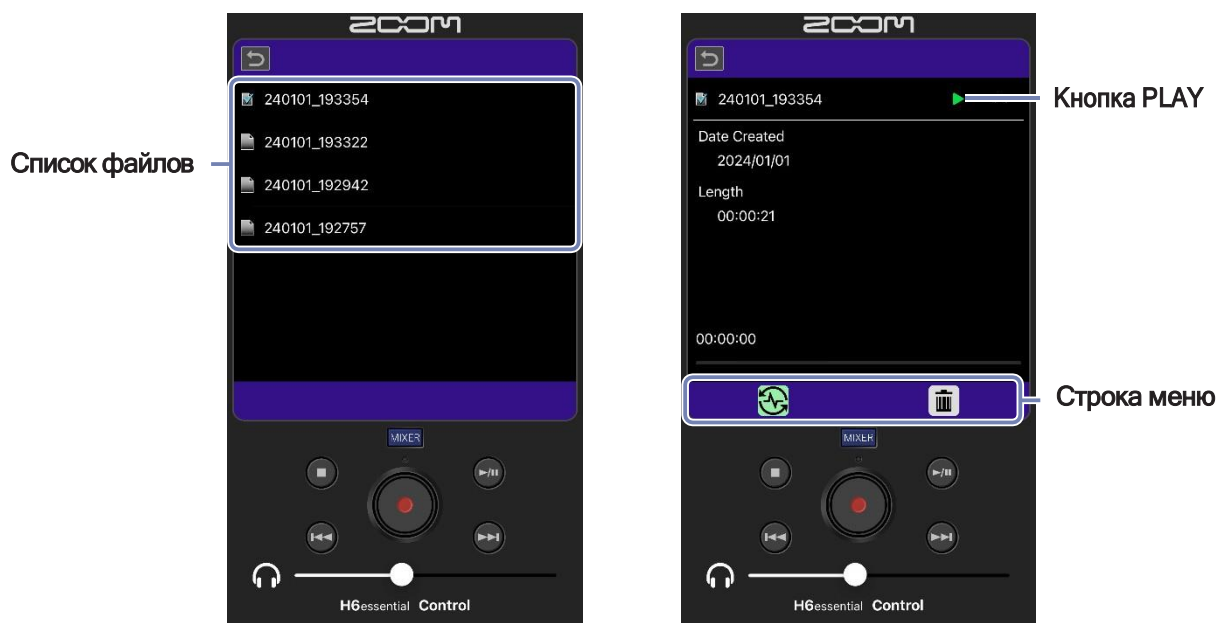 ZOOM
240101_193354
240101_193322
240101_192942
240101_192757
Список файлов
MIXER
H6essential Control
ZOOM
240101_193354
Кнопка PLAY
Date Created
2024/01/01
Length
00:00:21
00:00:00
Строка меню
MIXER
H6essential Control